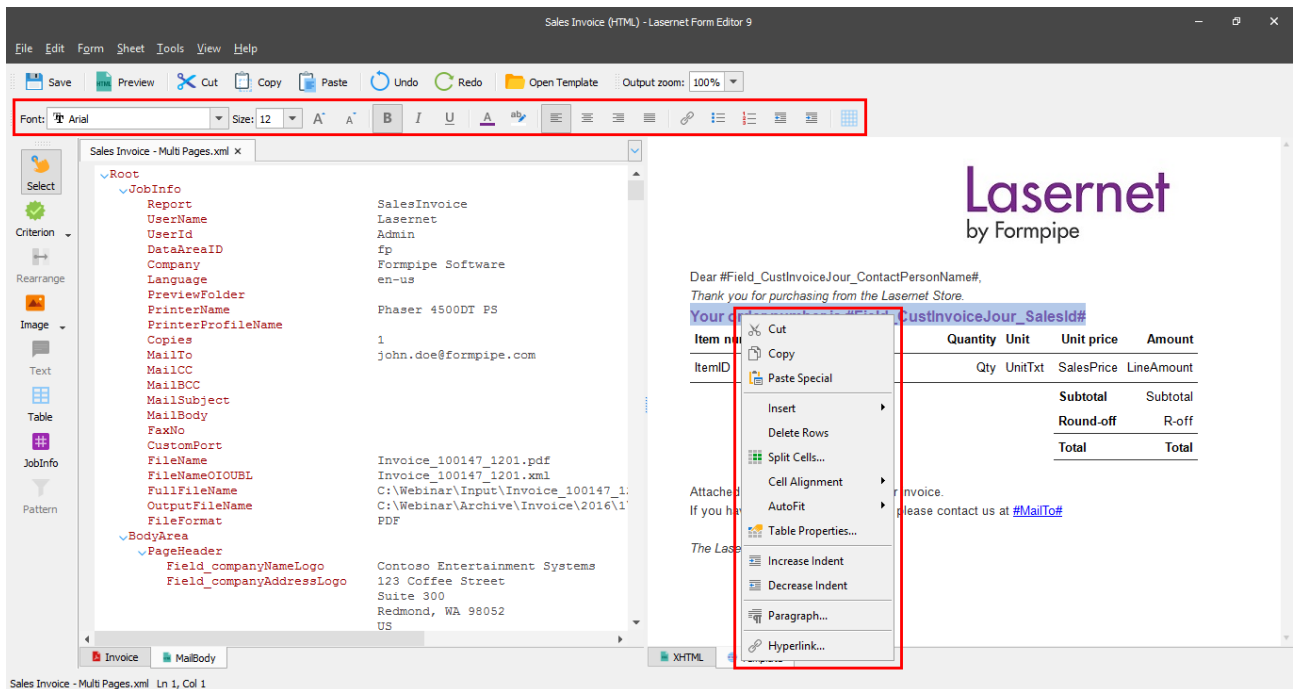 Sales Invoice (HTML) - Lasernet Form Editor 9
File Edit Form Sheet Tools View Help
Save Preview Cut Copy Paste Undo Redo Open Template Output zoom: 100%
Font: Arial Size: 12 A A B I U A ab
Sales Invoice - Multi Pages.xml ×
Select
Criterion
Rearrange
Image
Text
Table
JobInfo
Pattern
Root
JobInfo
Report SalesInvoice
UserName Lasernet
UserId Admin
DataAreaID fp
Company Formpipe Software
Language en-us
PreviewFolder
PrinterName Phaser 4500DT PS
PrinterProfileName
Copies 1
MailTo john.doe@formpipe.com
MailCC
MailBCC
MailSubject
MailBody
FaxNo
CustomPort
FileName Invoice_100147_1201.pdf
FileNameOIOUBL Invoice_100147_1201.xml
FullFileName C:\Webinar\Input\Invoice_100147_1
OutputFileName C:\Webinar\Archive\Invoice\2016\1
FileFormat PDF
BodyArea
PageHeader
Field_companyNameLogo Contoso Entertainment Systems
Field_companyAddressLogo 123 Coffee Street
Suite 300
Redmond, WA 98052
US
Invoice MailBody
Lasernet
by Formpipe
Dear #Field_CustInvoiceJour_ContactPersonName#,
Thank you for purchasing from the Lasernet Store.
Your CustInvoiceJour_SalesId#
Item Quantity Unit Unit price Amount
ItemID Qty UnitTxt SalesPrice LineAmount
Subtotal Subtotal
Round-off R-off
Total Total
Attached invoice.
If you please contact us at #MailTo#
The
Cut
Copy
Paste Special
Insert
Delete Rows
Split Cells...
Cell Alignment
AutoFit
Table Properties...
Increase Indent
Decrease Indent
Paragraph...
Hyperlink...
XHTML
Sales Invoice - Multi Pages.xml Ln 1, Col 1